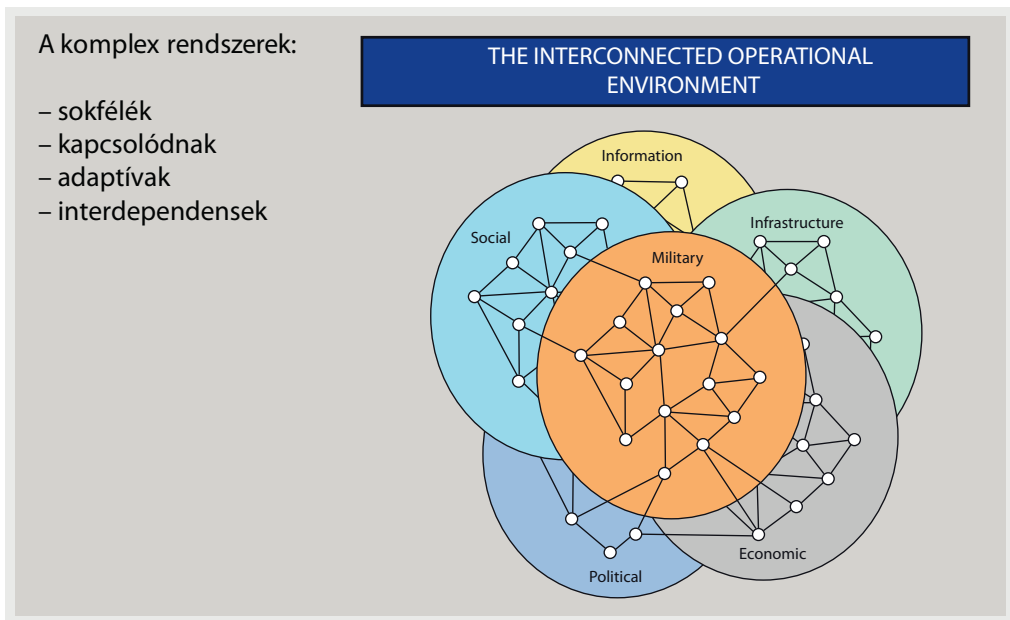 A komplex rendszerek:
– sokfélék
– kapcsolódnak
– adaptívak
– interdependensek
THE INTERCONNECTED OPERATIONAL
ENVIRONMENT
Information
Infrastructure
Social
Military
Economic
Political